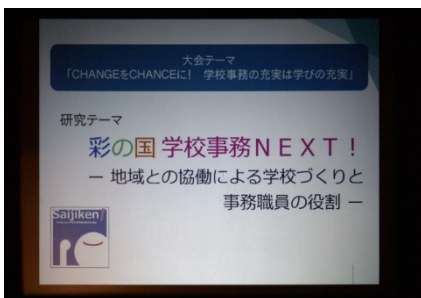 大会テーマ
「CHANGEをCHANCEに! 学校事務の充実は学びの充実」
研究テーマ
彩の国 学校事務NEXT!
― 地域との協働による学校づくりと
事務職員の役割 ―
Saijiken!